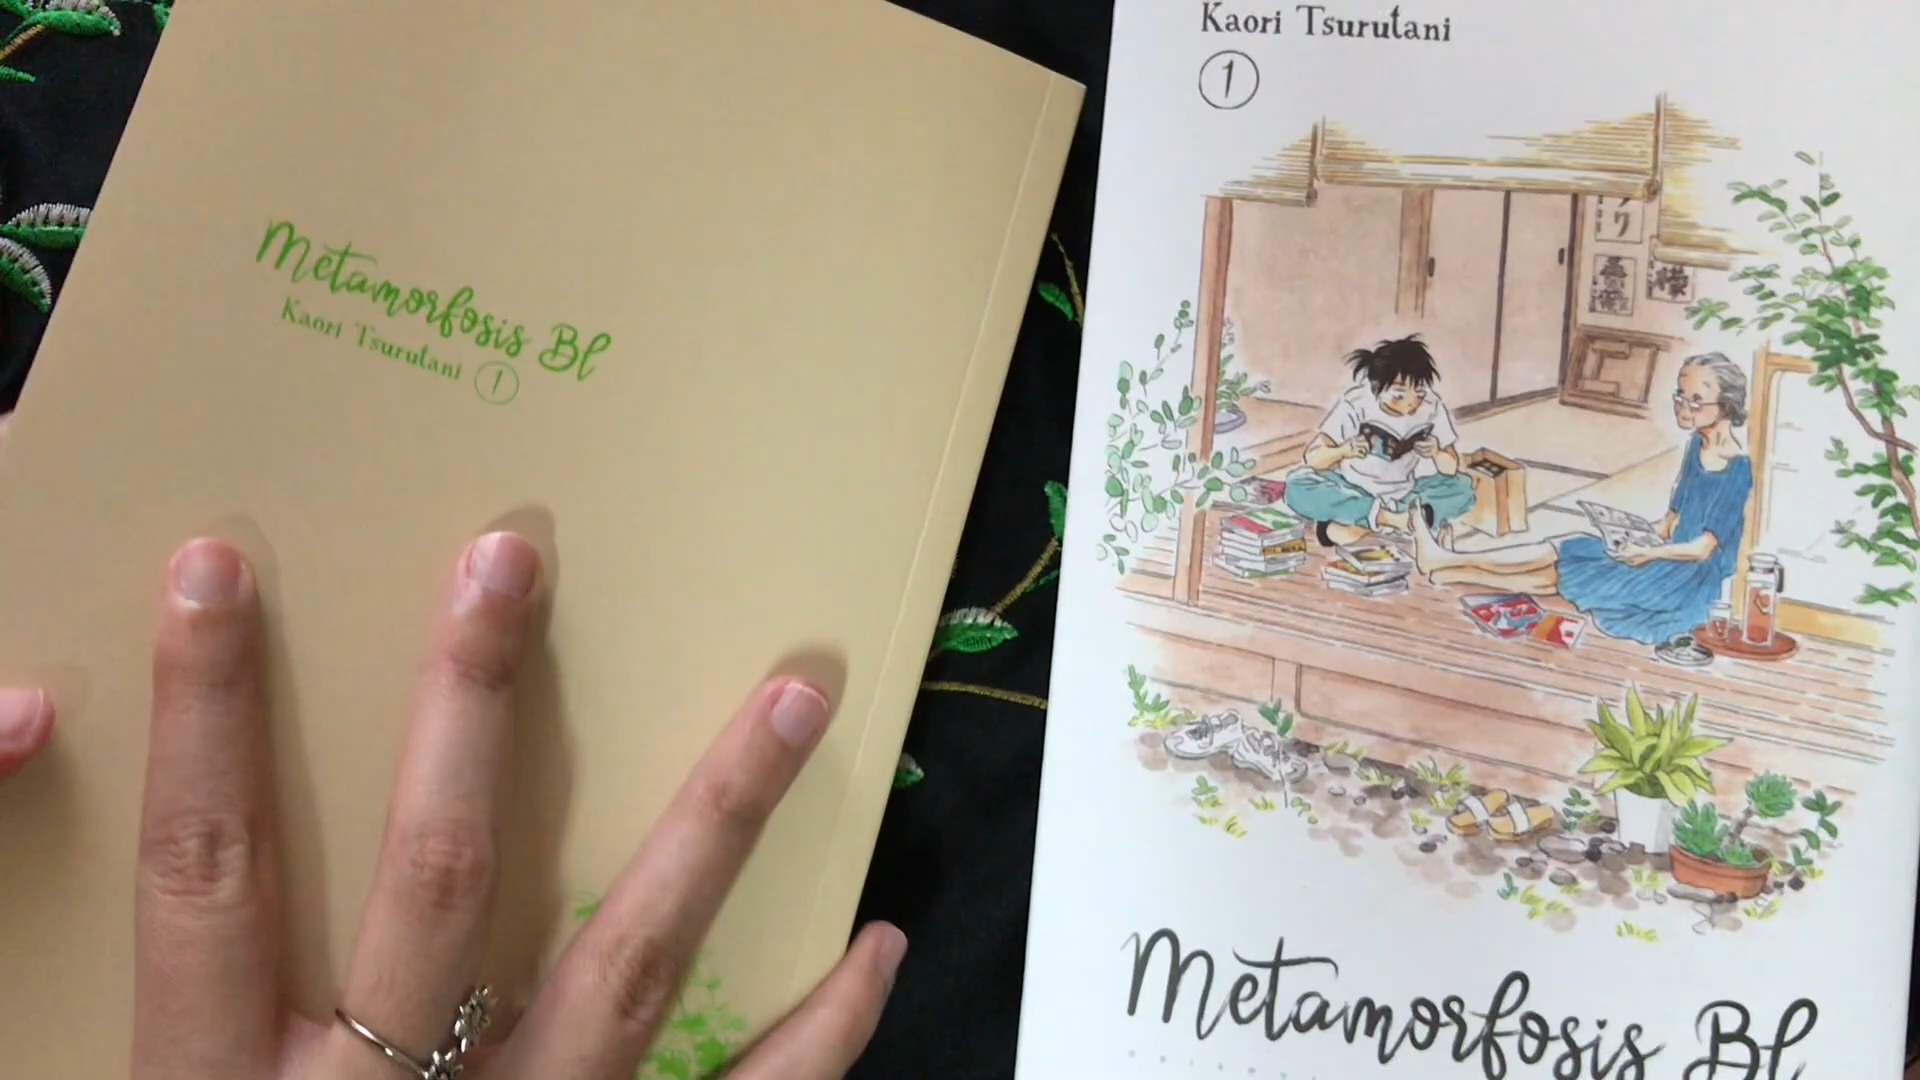 Metamorfosis Bl
Kaori Tsurutani 1
Kaori Tsurutani
1
Metamorfosis Bl